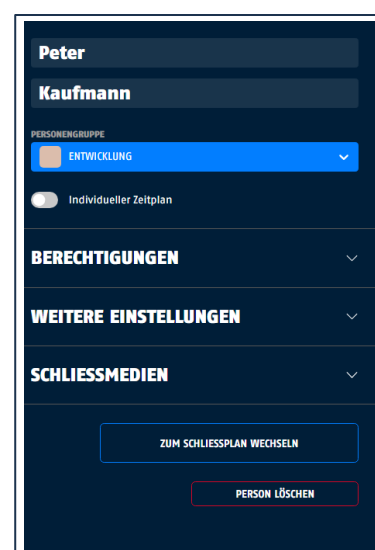 Peter
Kaufmann
PERSONENGRUPPE
ENTWICKLUNG
Individueller Zeitplan
BERECHTIGUNGEN
WEITERE EINSTELLUNGEN
SCHLIESSMEDIEN
ZUM SCHLIESSPLAN WECHSELN
PERSON LÖSCHEN